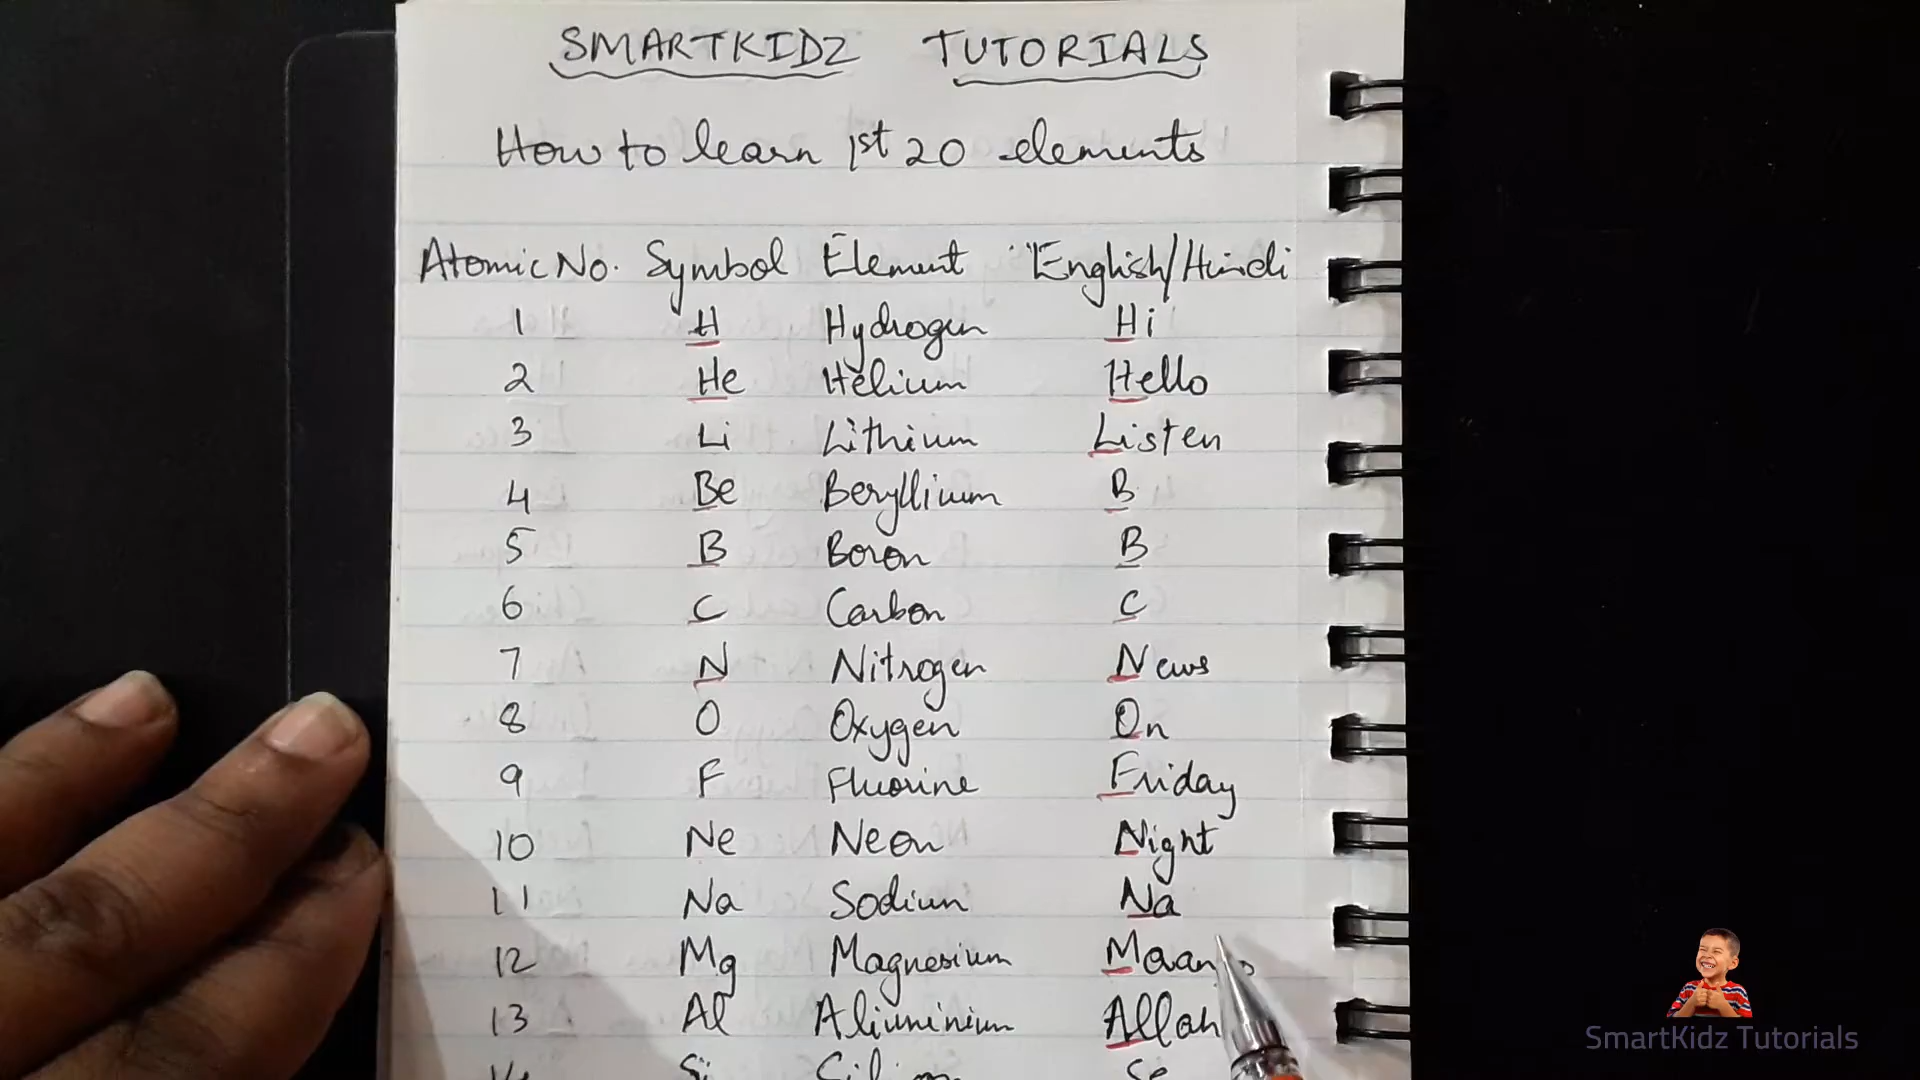 SMARTKIDZ TUTORIALS
How to learn 1st 20 elements
Atomic No. Symbol Element English/Hindi
1 H Hydrogen Hi
2 He Helium Hello
3 Li Lithium Listen
4 Be Beryllium B
5 B Boron B
6 C Carbon C
7 N Nitrogen News
8 O Oxygen On
9 F Fluorine Friday
10 Ne Neon Night
11 Na Sodium Na
12 Mg Magnesium
13 Al Aluminium Allah
14 Si Se
SmartKidz Tutorials